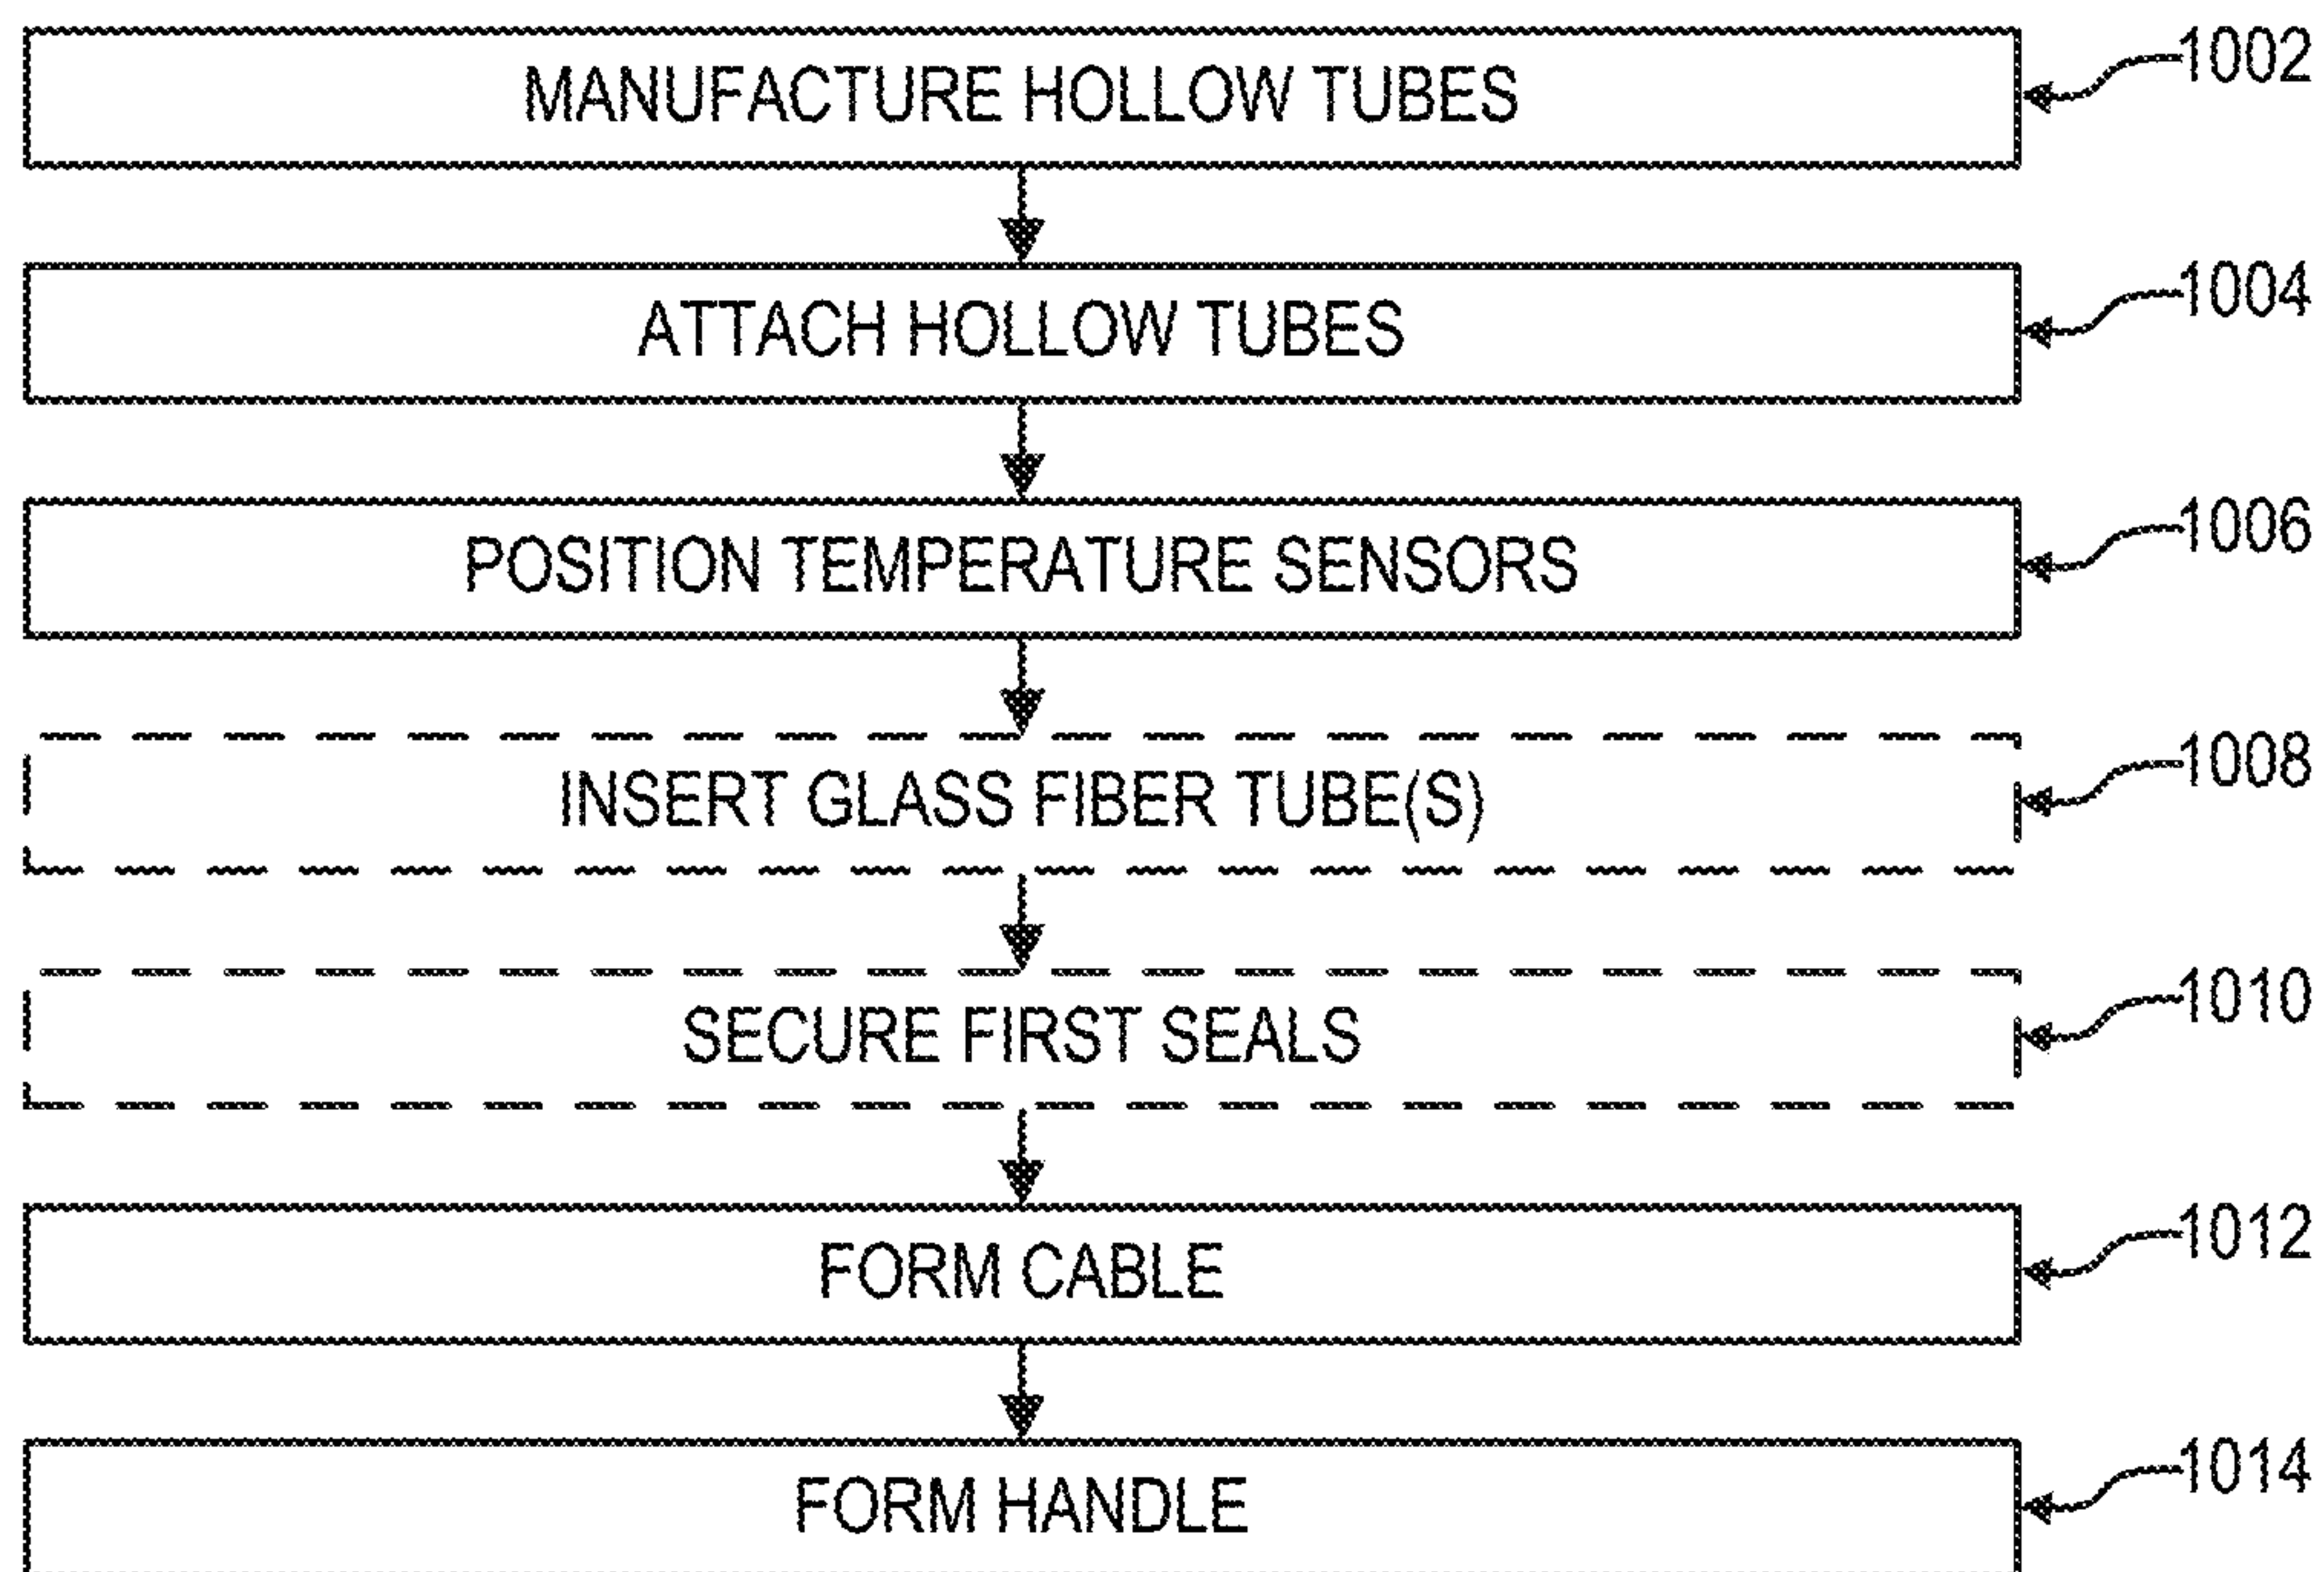 MANUFACTURE HOLLOW TUBES 1002
ATTACH HOLLOW TUBES 1004
POSITION TEMPERATURE SENSORS 1006
INSERT GLASS FIBER TUBE(S) 1008
SECURE FIRST SEALS 1010
FORM CABLE 1012
FORM HANDLE 1014